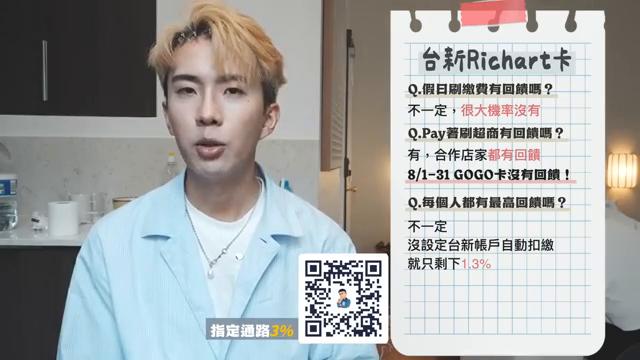 台新Richart卡
Q.假日刷繳費有回饋嗎？
不一定，很大機率沒有
Q.Pay著刷超商有回饋嗎？
有，合作店家都有回饋
8/1-31 GOGO卡沒有回饋！
Q.每個人都有最高回饋嗎？
不一定
沒設定台新帳戶自動扣繳
就只剩下1.3%
指定通路3%